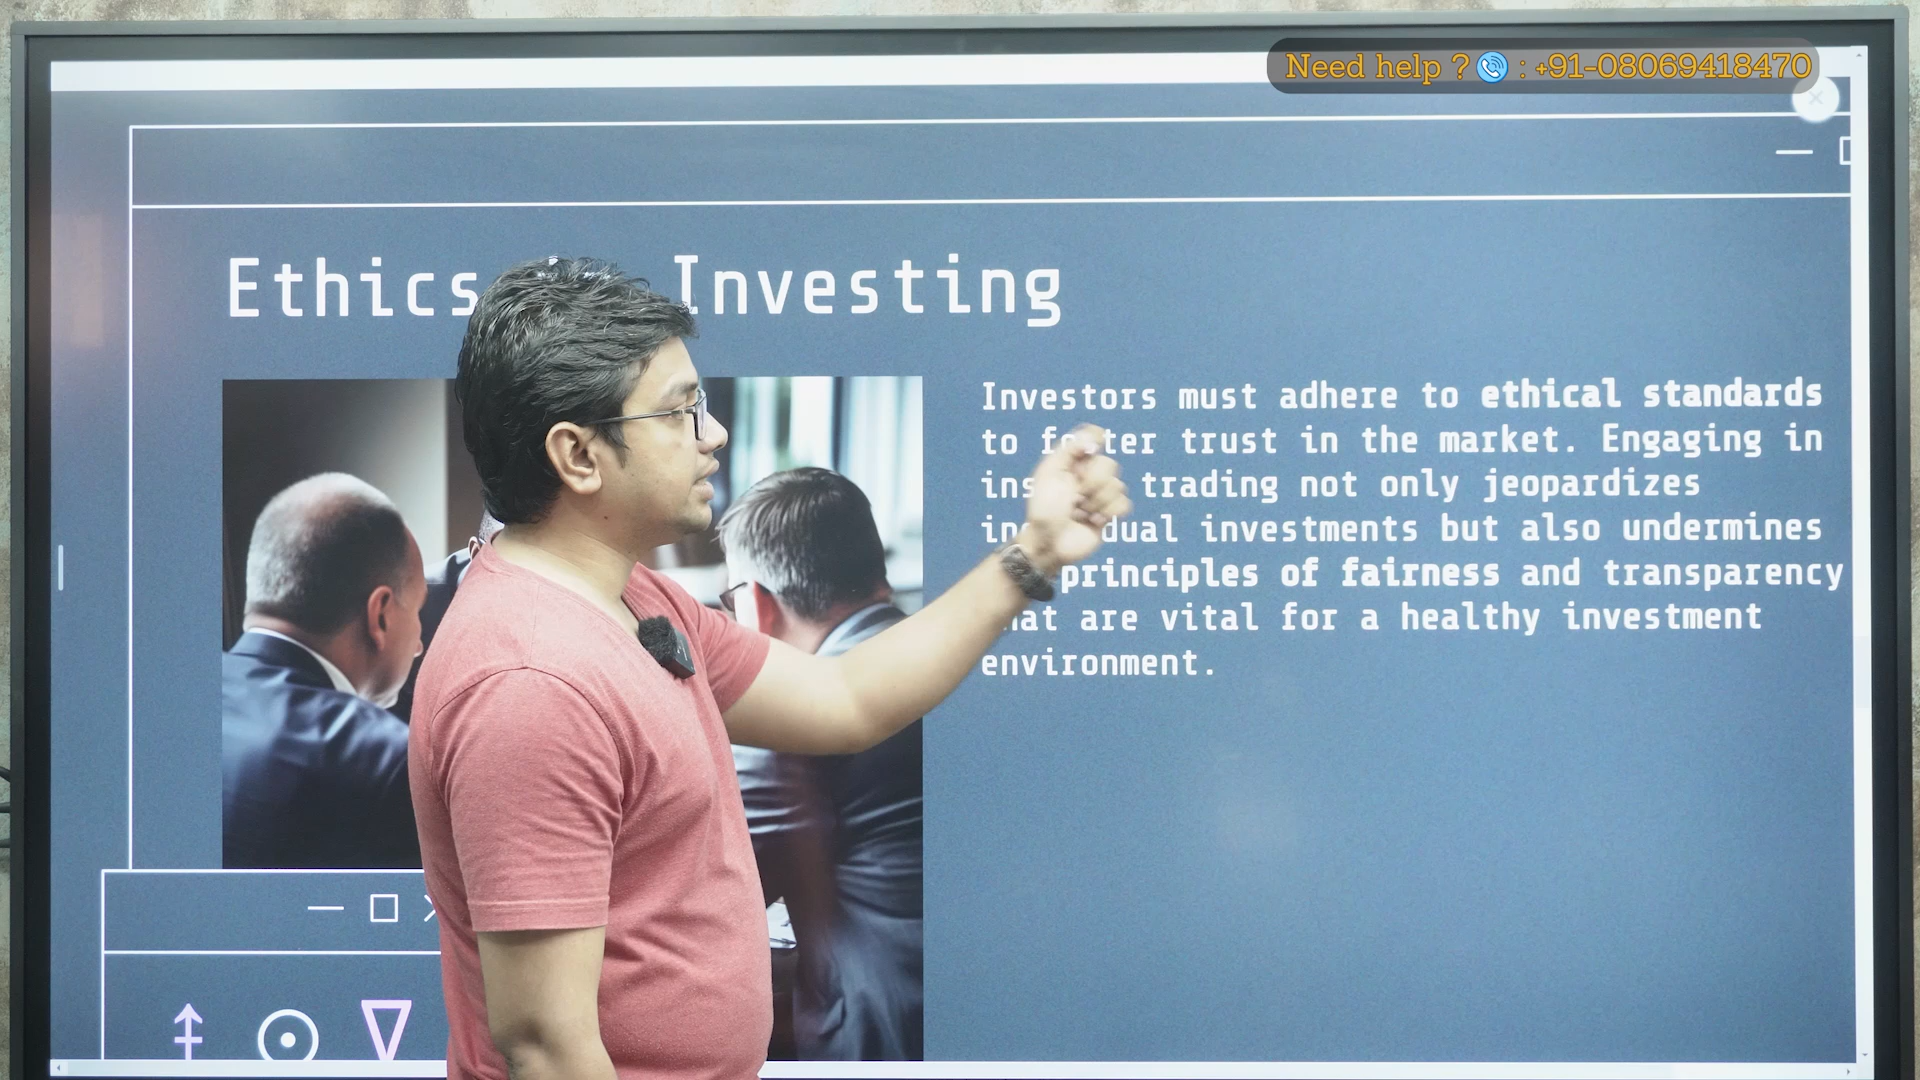 Need help ? : +91-08069418470
Ethics Investing
Investors must adhere to ethical standards
to foster trust in the market. Engaging in
trading not only jeopardizes
investments but also undermines
principles of fairness and transparency
are vital for a healthy investment
environment.